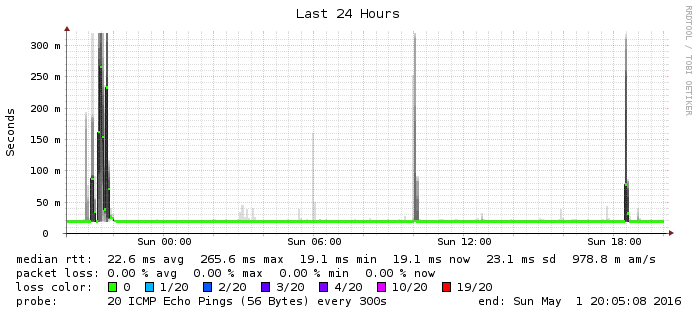 Last 24 Hours
RRDTOOL / TOBI OETIKER
Seconds
300 m
250 m
200 m
150 m
100 m
50 m
0
Sun 00:00 Sun 06:00 Sun 12:00 Sun 18:00
median rtt: 22.6 ms avg 265.6 ms max 19.1 ms min 19.1 ms now 23.1 ms sd 978.8 m am/s
packet loss: 0.00 % avg 0.00 % max 0.00 % min 0.00 % now
loss color: 0 1/20 2/20 3/20 4/20 10/20 19/20
probe: 20 ICMP Echo Pings (56 Bytes) every 300s end: Sun May 1 20:05:08 2016